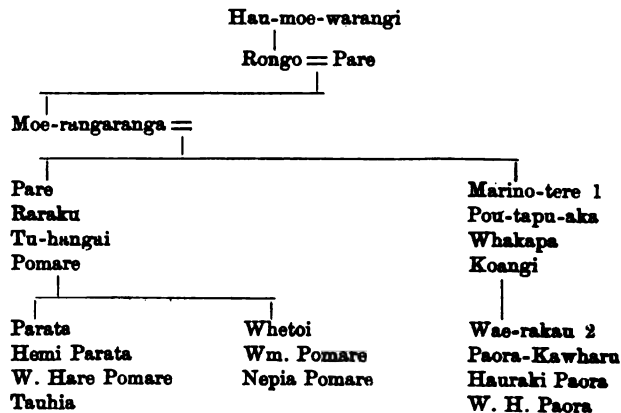 Hau-moe-warangi
Rongo = Pare
Moe-rangaranga =
Pare
Raraku
Tu-hangai
Pomare
Marino-tere 1
Pou-tapu-aka
Whakapa
Koangi
Parata
Hemi Parata
W. Hare Pomare
Tauhia
Whetoi
Wm. Pomare
Nepia Pomare
Wae-rakau 2
Paora-Kawharu
Hauraki Paora
W. H. Paora